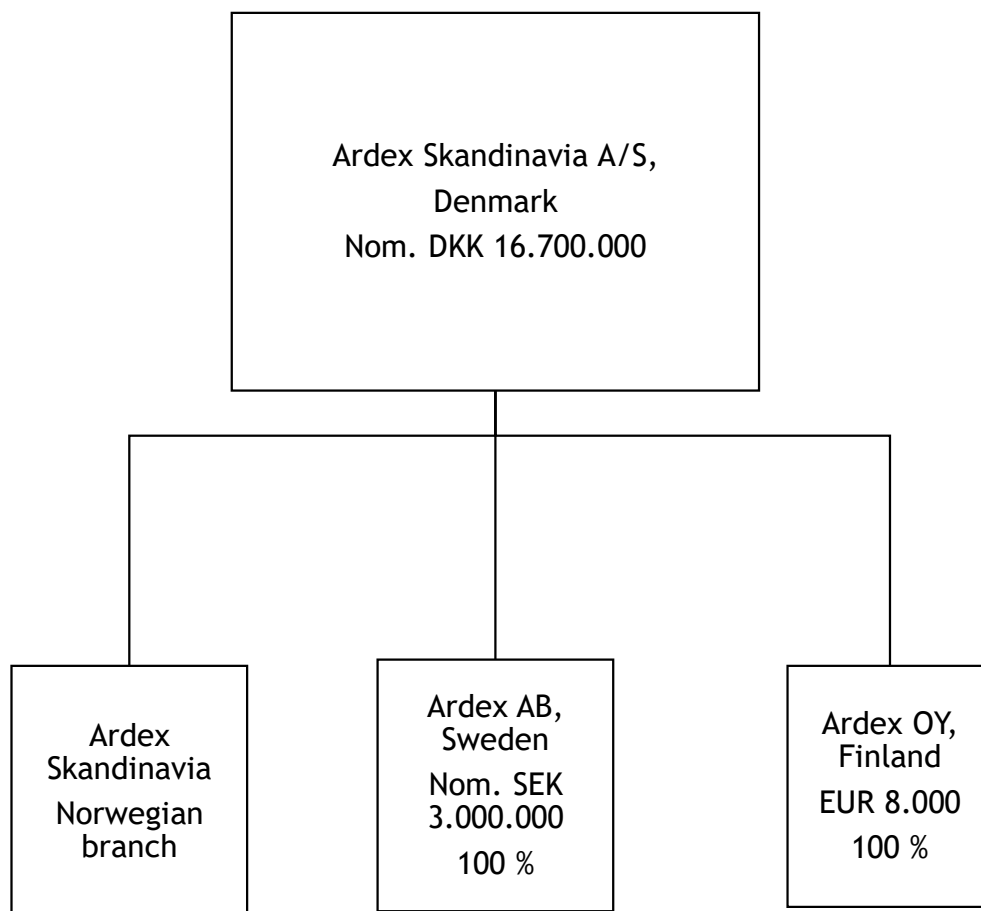 Ardex Skandinavia A/S,
Denmark
Nom. DKK 16.700.000
Ardex
Skandinavia
Norwegian
branch
Ardex AB,
Sweden
Nom. SEK
3.000.000
100 %
Ardex OY,
Finland
EUR 8.000
100 %